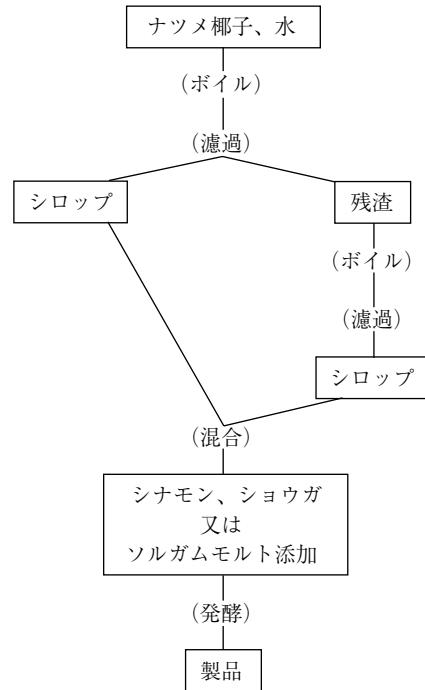 ナツメ椰子、水
(ボイル)
(濾過)
シロップ
残渣
(ボイル)
(濾過)
シロップ
(混合)
シナモン、ショウガ
又は
ソルガムモルト添加
(発酵)
製品